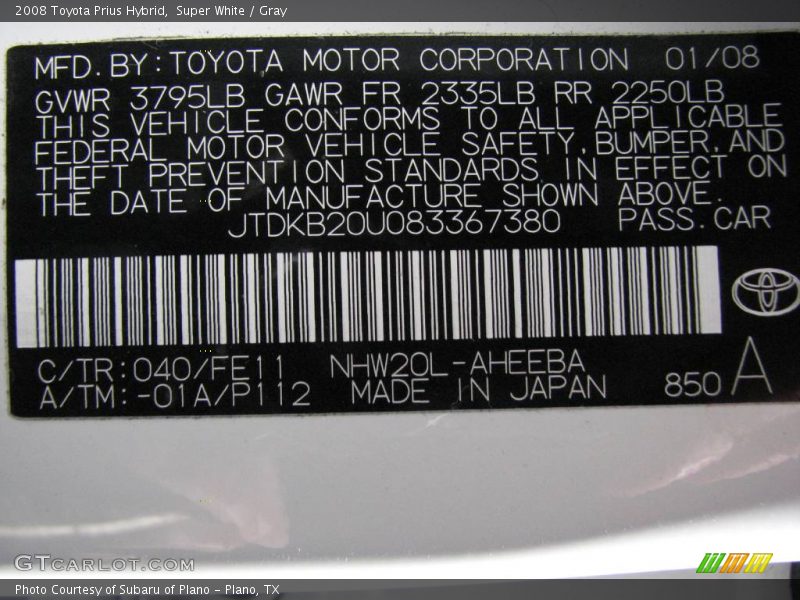 2008 Toyota Prius Hybrid, Super White / Gray
MFD. BY: TOYOTA MOTOR CORPORATION 01/08
GVWR 3795LB GAWR FR 2335LB RR 2250LB
THIS VEHICLE CONFORMS TO ALL APPLICABLE
FEDERAL MOTOR VEHICLE SAFETY, BUMPER, AND
THEFT PREVENTION STANDARDS IN EFFECT ON
THE DATE OF MANUFACTURE SHOWN ABOVE.
JTDKB20U083367380 PASS. CAR
C/TR: 040/FE11 NHW20L-AHEEBA
A/TM: -01A/P112 MADE IN JAPAN 850 A
GTCARLOT.COM
Photo Courtesy of Subaru of Plano - Plano, TX